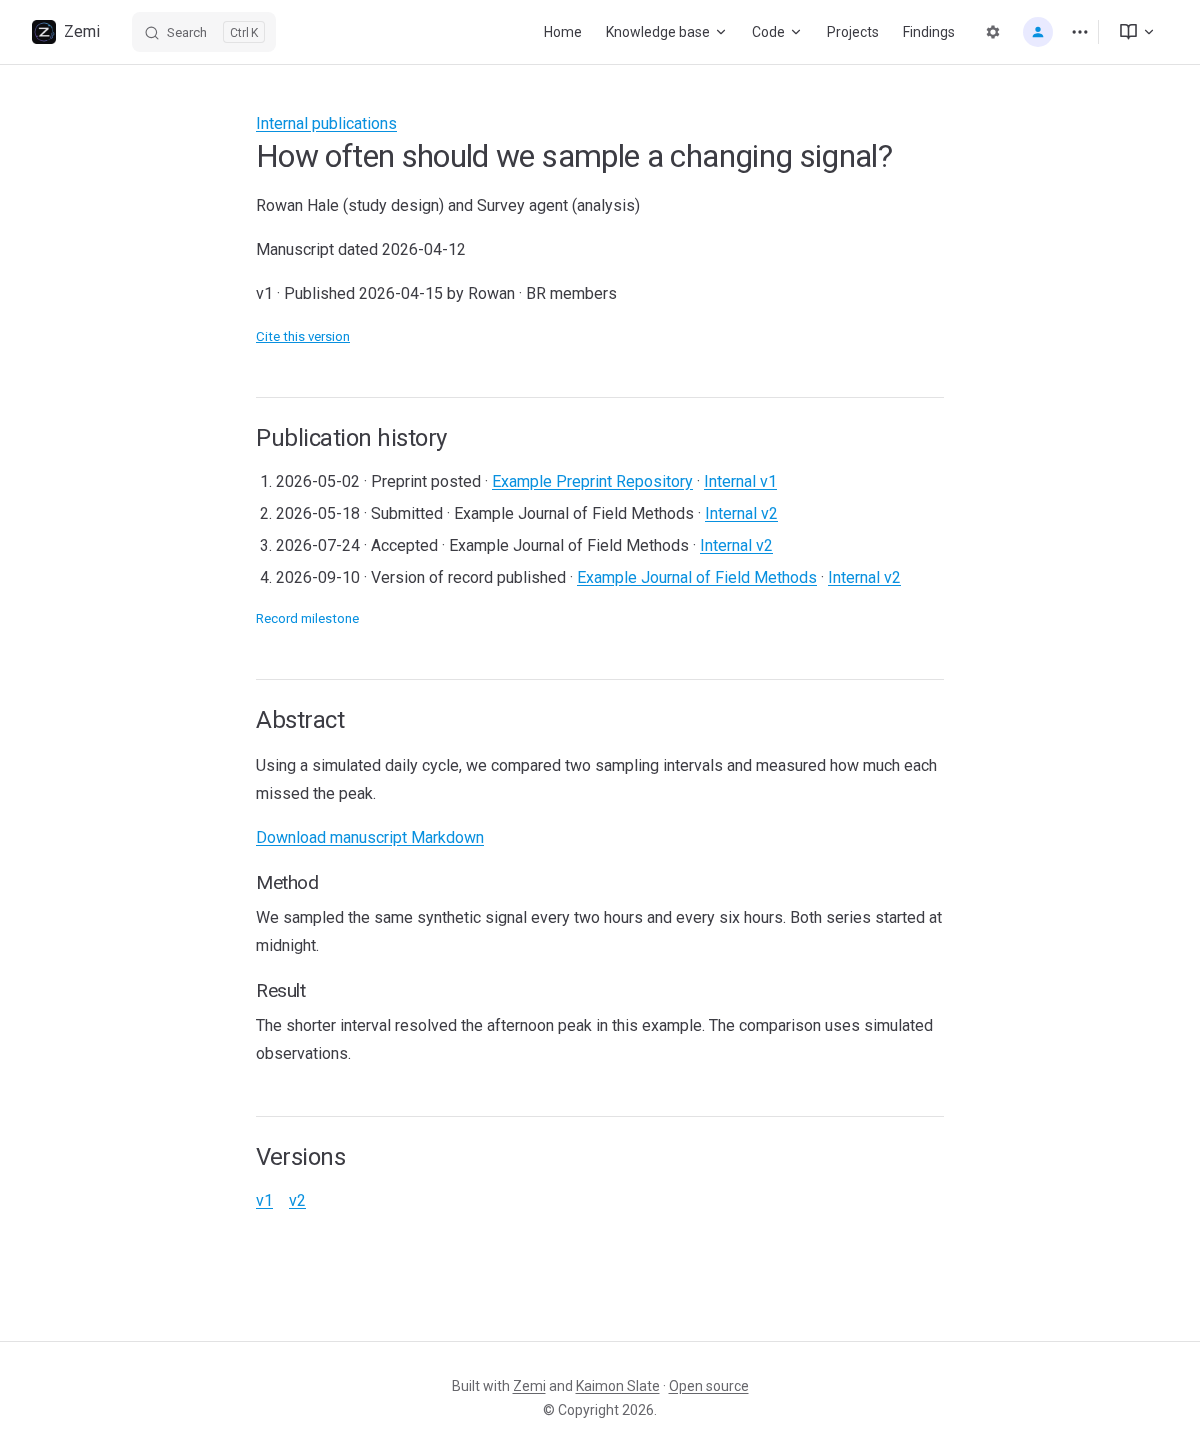 Zemi
Search Ctrl K
Home Knowledge base Code Projects Findings
Internal publications
How often should we sample a changing signal?
Rowan Hale (study design) and Survey agent (analysis)
Manuscript dated 2026-04-12
v1 · Published 2026-04-15 by Rowan · BR members
Cite this version
Publication history
1. 2026-05-02 · Preprint posted · Example Preprint Repository · Internal v1
2. 2026-05-18 · Submitted · Example Journal of Field Methods · Internal v2
3. 2026-07-24 · Accepted · Example Journal of Field Methods · Internal v2
4. 2026-09-10 · Version of record published · Example Journal of Field Methods · Internal v2
Record milestone
Abstract
Using a simulated daily cycle, we compared two sampling intervals and measured how much each
missed the peak.
Download manuscript Markdown
Method
We sampled the same synthetic signal every two hours and every six hours. Both series started at
midnight.
Result
The shorter interval resolved the afternoon peak in this example. The comparison uses simulated
observations.
Versions
v1 v2
Built with Zemi and Kaimon Slate · Open source
© Copyright 2026.